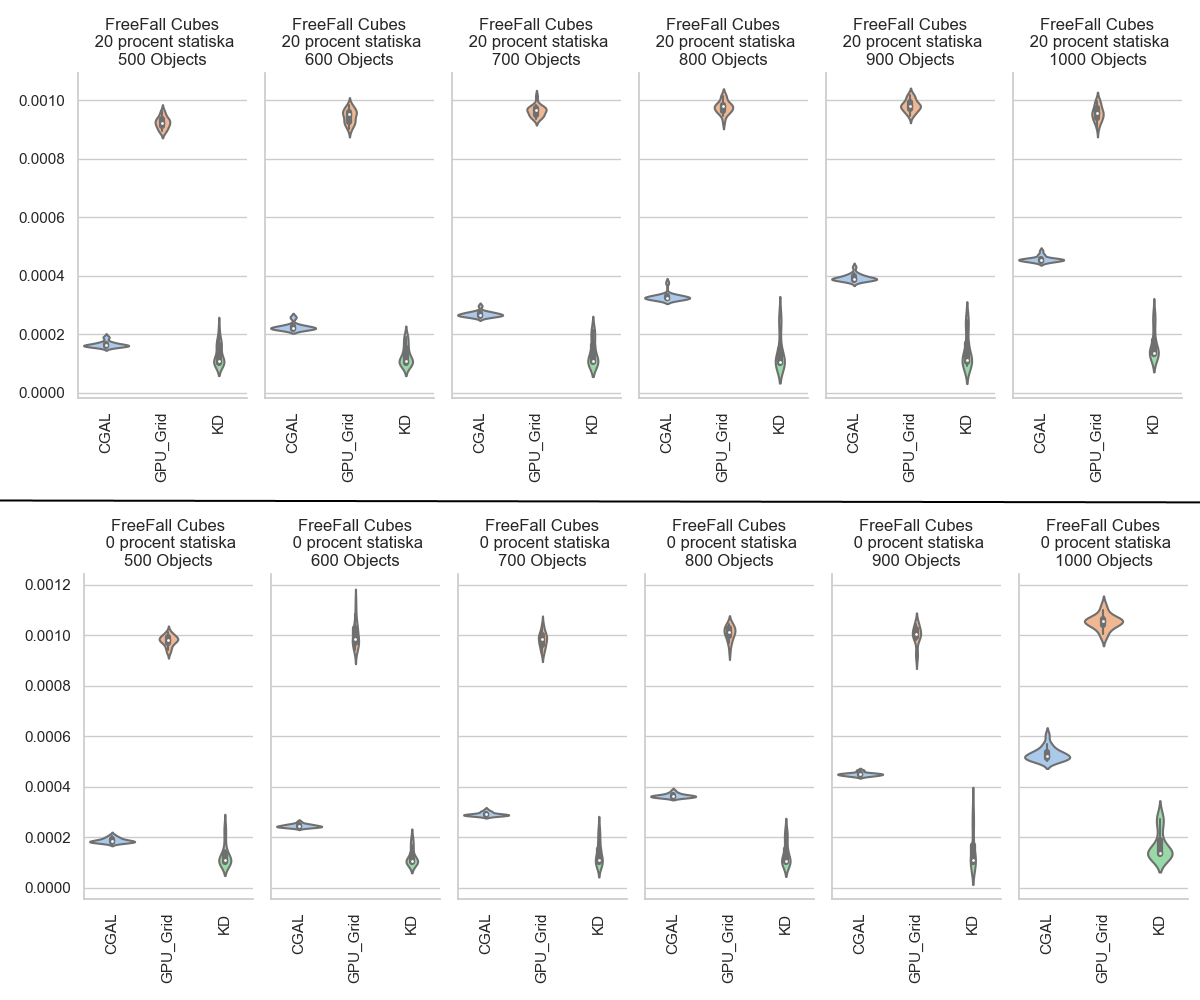 FreeFall Cubes FreeFall Cubes FreeFall Cubes FreeFall Cubes FreeFall Cubes FreeFall Cubes
20 procent statiska 20 procent statiska 20 procent statiska 20 procent statiska 20 procent statiska 20 procent statiska
500 Objects 600 Objects 700 Objects 800 Objects 900 Objects 1000 Objects
0.0010
0.0008
0.0006
0.0004
0.0002
0.0000
CGAL GPU_Grid KD CGAL GPU_Grid KD CGAL GPU_Grid KD CGAL GPU_Grid KD CGAL GPU_Grid KD CGAL GPU_Grid KD
FreeFall Cubes FreeFall Cubes FreeFall Cubes FreeFall Cubes FreeFall Cubes FreeFall Cubes
0 procent statiska 0 procent statiska 0 procent statiska 0 procent statiska 0 procent statiska 0 procent statiska
500 Objects 600 Objects 700 Objects 800 Objects 900 Objects 1000 Objects
0.0012
0.0010
0.0008
0.0006
0.0004
0.0002
0.0000
CGAL GPU_Grid KD CGAL GPU_Grid KD CGAL GPU_Grid KD CGAL GPU_Grid KD CGAL GPU_Grid KD CGAL GPU_Grid KD